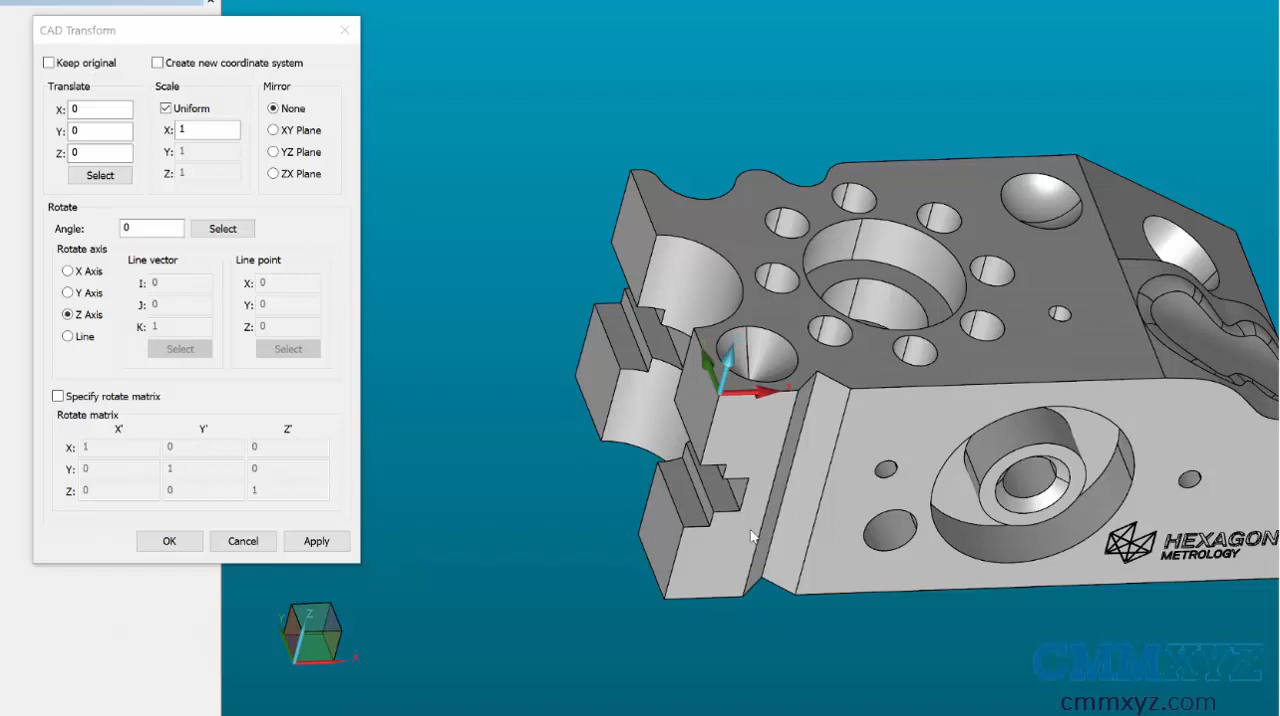 CAD Transform
Keep original
Create new coordinate system
Translate
Scale
Mirror
X: 0
Uniform
None
Y: 0
X: 1
XY Plane
Z: 0
Y: 1
YZ Plane
Select
Z: 1
ZX Plane
Rotate
Angle: 0
Select
Rotate axis
Line vector
Line point
X Axis
I: 0
X: 0
Y Axis
J: 0
Y: 0
Z Axis
K: 1
Z: 0
Line
Select
Select
Specify rotate matrix
Rotate matrix
X' Y' Z'
X: 1 0 0
Y: 0 1 0
Z: 0 0 1
OK
Cancel
Apply
HEXAGON
METROLOGY
Y
Z
X
CMMXYZ
cmmxyz.com